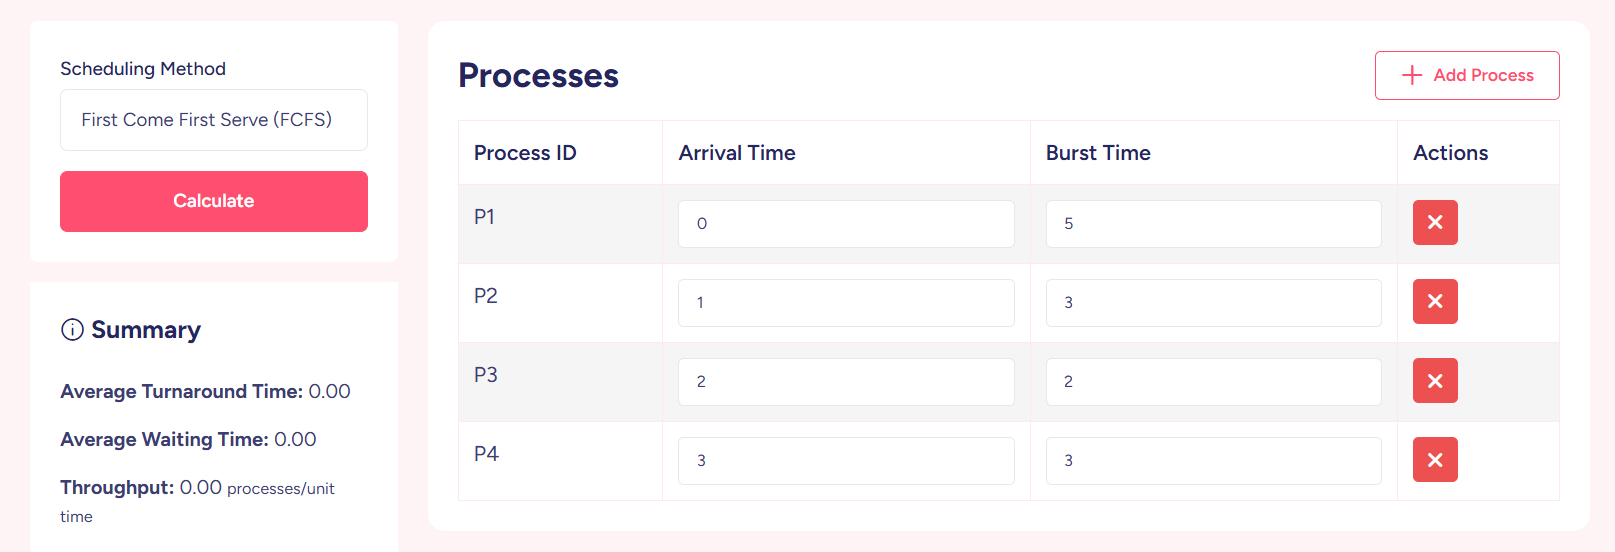 Scheduling Method
First Come First Serve (FCFS)
Calculate
Summary
Average Turnaround Time: 0.00
Average Waiting Time: 0.00
Throughput: 0.00 processes/unit
time
Processes
Add Process
Process ID Arrival Time Burst Time Actions
P1 0 5
P2 1 3
P3 2 2
P4 3 3